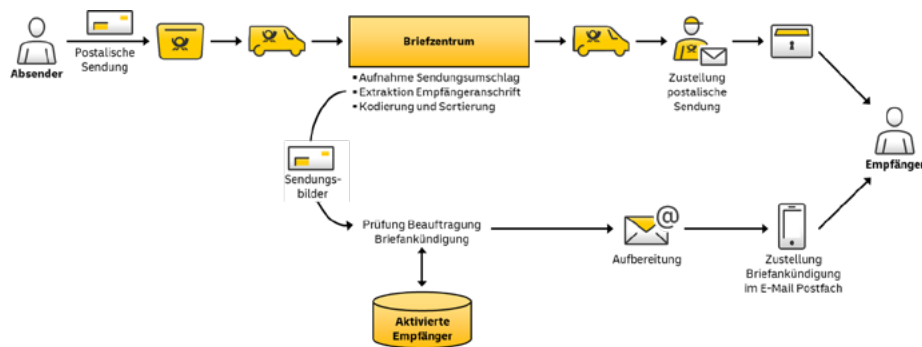 Absender
Postalische
Sendung
Briefzentrum
▪ Aufnahme Sendungsumschlag
▪ Extraktion Empfängeranschrift
▪ Kodierung und Sortierung
Zustellung
postalische
Sendung
Empfänger
Sendungs-
bilder
Prüfung Beauftragung
Briefankündigung
Aktivierte
Empfänger
@
Aufbereitung
Zustellung
Briefankündigung
im E-Mail Postfach